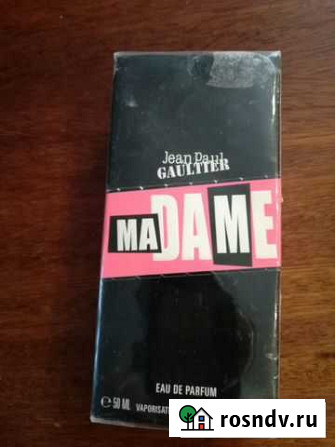 Jean Paul
GAULTIER
MADAME
EAU DE PARFUM
℮ 50 ML
rosndv.ru